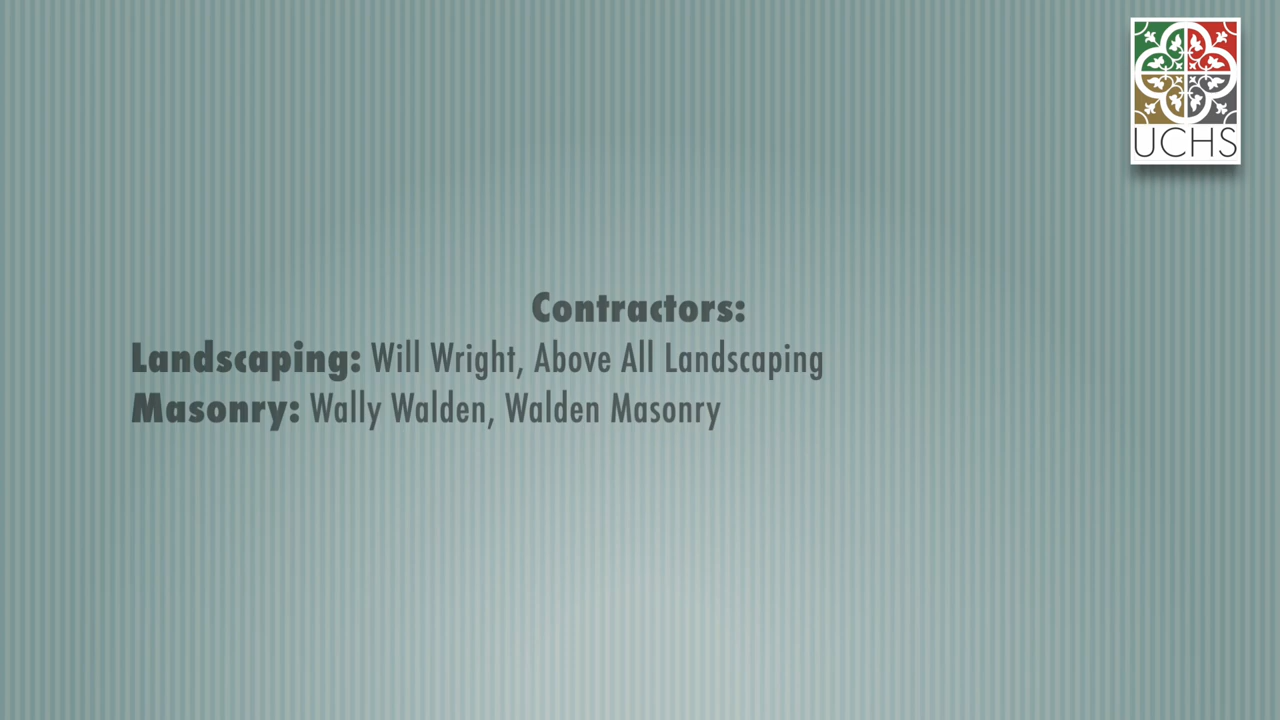 UCHS
Contractors:
Landscaping: Will Wright, Above All Landscaping
Masonry: Wally Walden, Walden Masonry